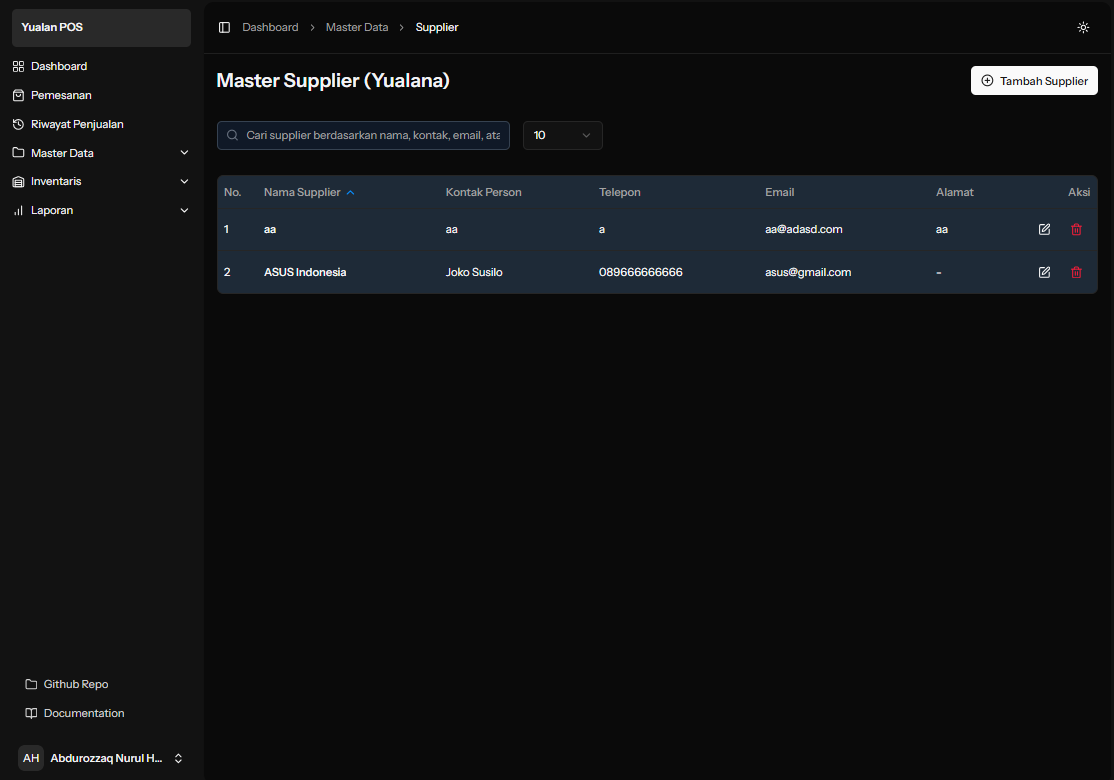 Yualan POS
Dashboard
Pemesanan
Riwayat Penjualan
Master Data
Inventaris
Laporan
Github Repo
Documentation
AH Abdurozzaq Nurul H...
Dashboard > Master Data > Supplier
Master Supplier (Yualana)
Tambah Supplier
Cari supplier berdasarkan nama, kontak, email, ata
10
No. Nama Supplier Kontak Person Telepon Email Alamat Aksi
1 aa aa a aa@adasd.com aa
2 ASUS Indonesia Joko Susilo 089666666666 asus@gmail.com -